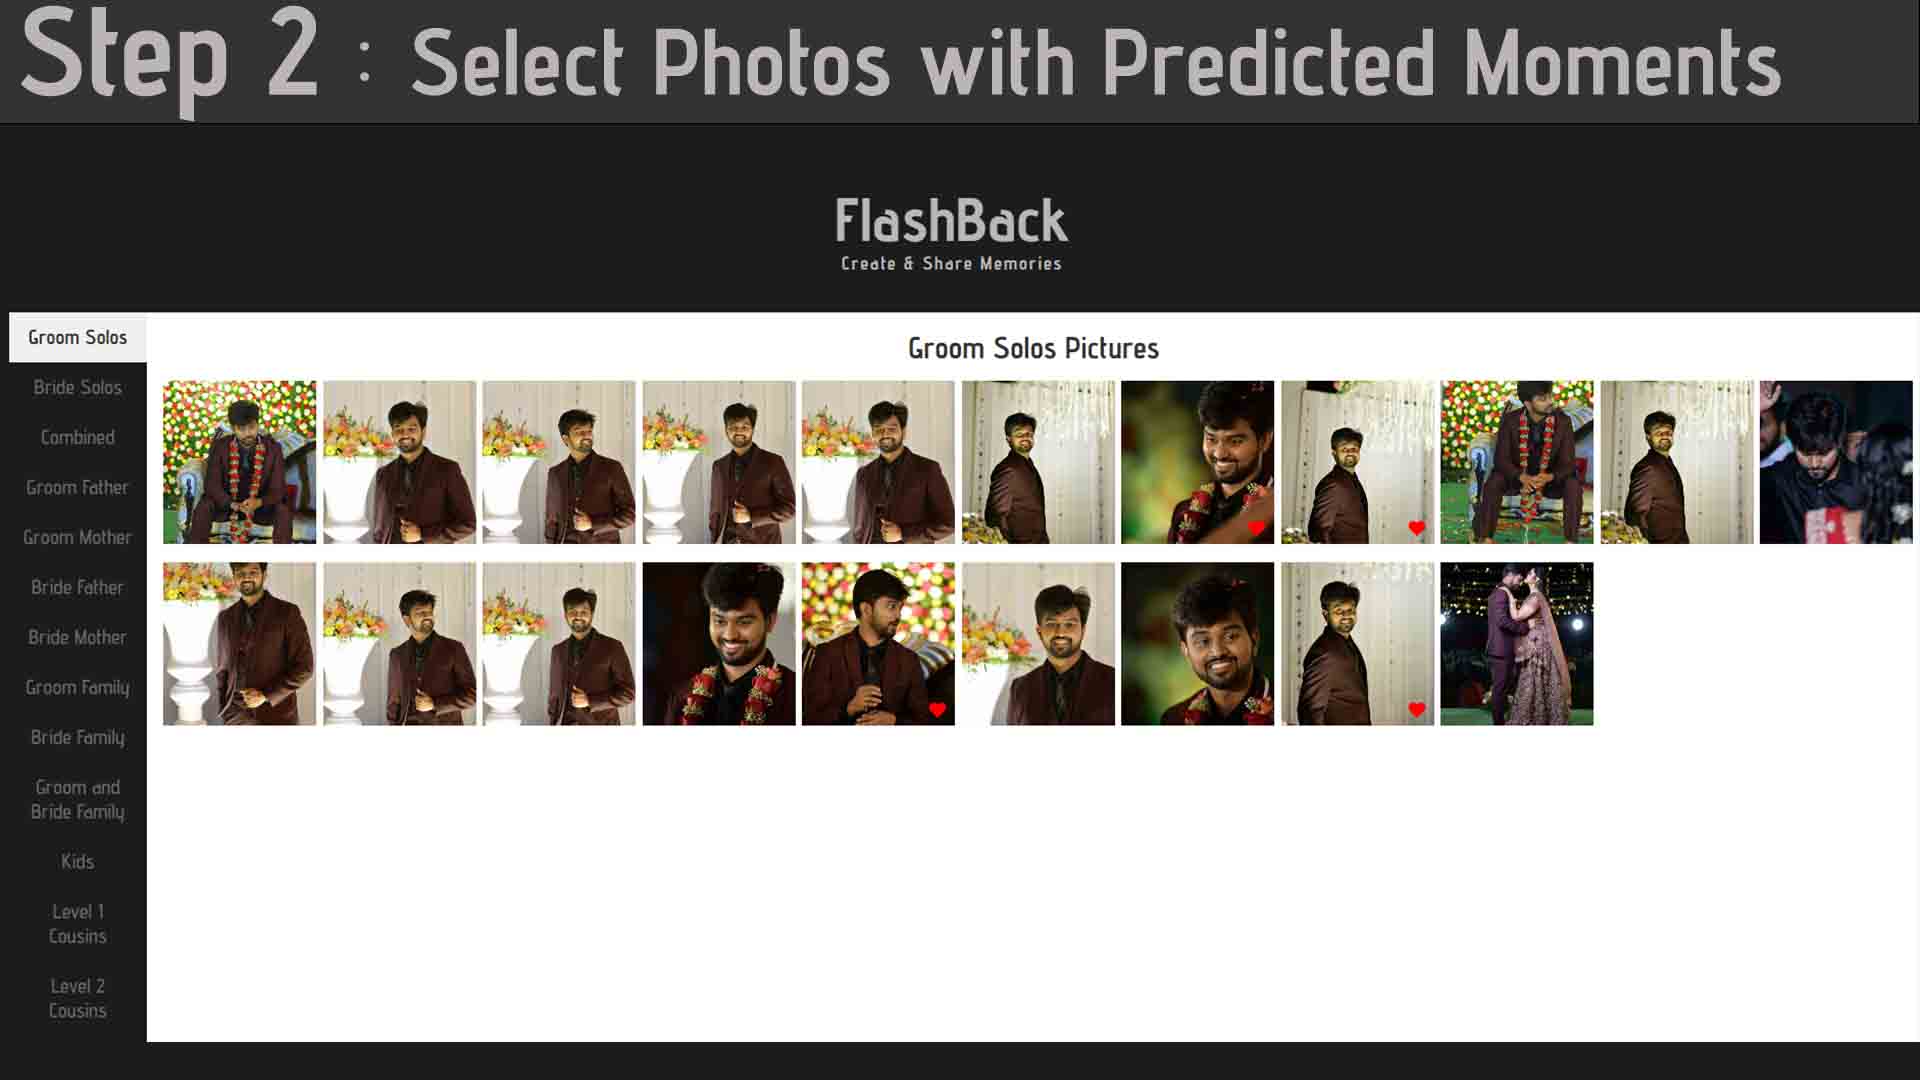 Step 2 : Select Photos with Predicted Moments
FlashBack
Create & Share Memories
Groom Solos
Bride Solos
Combined
Groom Father
Groom Mother
Bride Father
Bride Mother
Groom Family
Bride Family
Groom and
Bride Family
Kids
Level 1
Cousins
Level 2
Cousins
Groom Solos Pictures